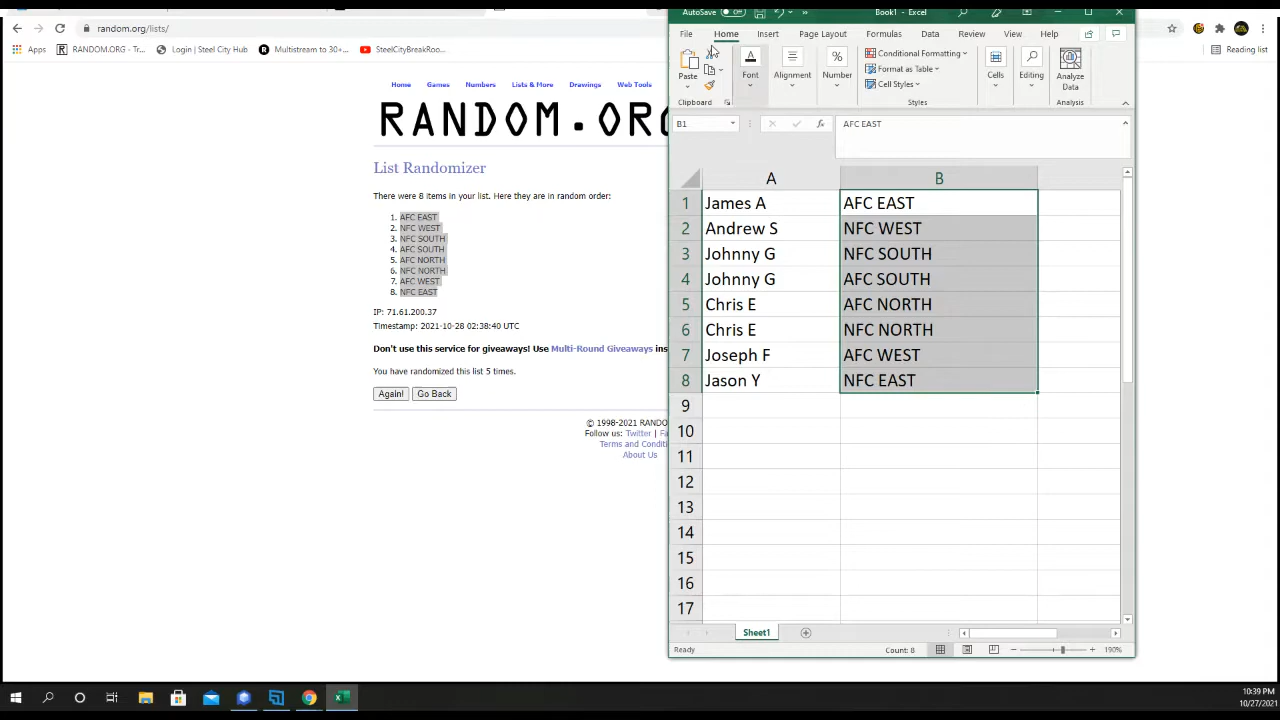 random.org/lists/
Apps RANDOM.ORG - Tr... Login | Steel City Hub Multistream to 30+... SteelCityBreakRoo... Reading list
Home Games Numbers Lists & More Drawings Web Tools
RANDOM.ORG
List Randomizer
There were 8 items in your list. Here they are in random order:
1. AFC EAST
2. NFC WEST
3. NFC SOUTH
4. AFC SOUTH
5. AFC NORTH
6. NFC NORTH
7. AFC WEST
8. NFC EAST
IP: 71.61.200.37
Timestamp: 2021-10-28 02:38:40 UTC
Don't use this service for giveaways! Use Multi-Round Giveaways ins
You have randomized this list 5 times.
Again! Go Back
© 1998-2021 RANDO
Follow us: Twitter | Fa
Terms and Conditi
About Us
AutoSave Off Book1 - Excel
File Home Insert Page Layout Formulas Data Review View Help
Paste Font Alignment Number Conditional Formatting Format as Table Cell Styles Cells Editing Analyze Data
Clipboard Styles Analysis
B1 fx AFC EAST
A B
1 James A AFC EAST
2 Andrew S NFC WEST
3 Johnny G NFC SOUTH
4 Johnny G AFC SOUTH
5 Chris E AFC NORTH
6 Chris E NFC NORTH
7 Joseph F AFC WEST
8 Jason Y NFC EAST
9
10
11
12
13
14
15
16
17
Sheet1
Ready Count: 8 190%
10:39 PM
10/27/2021